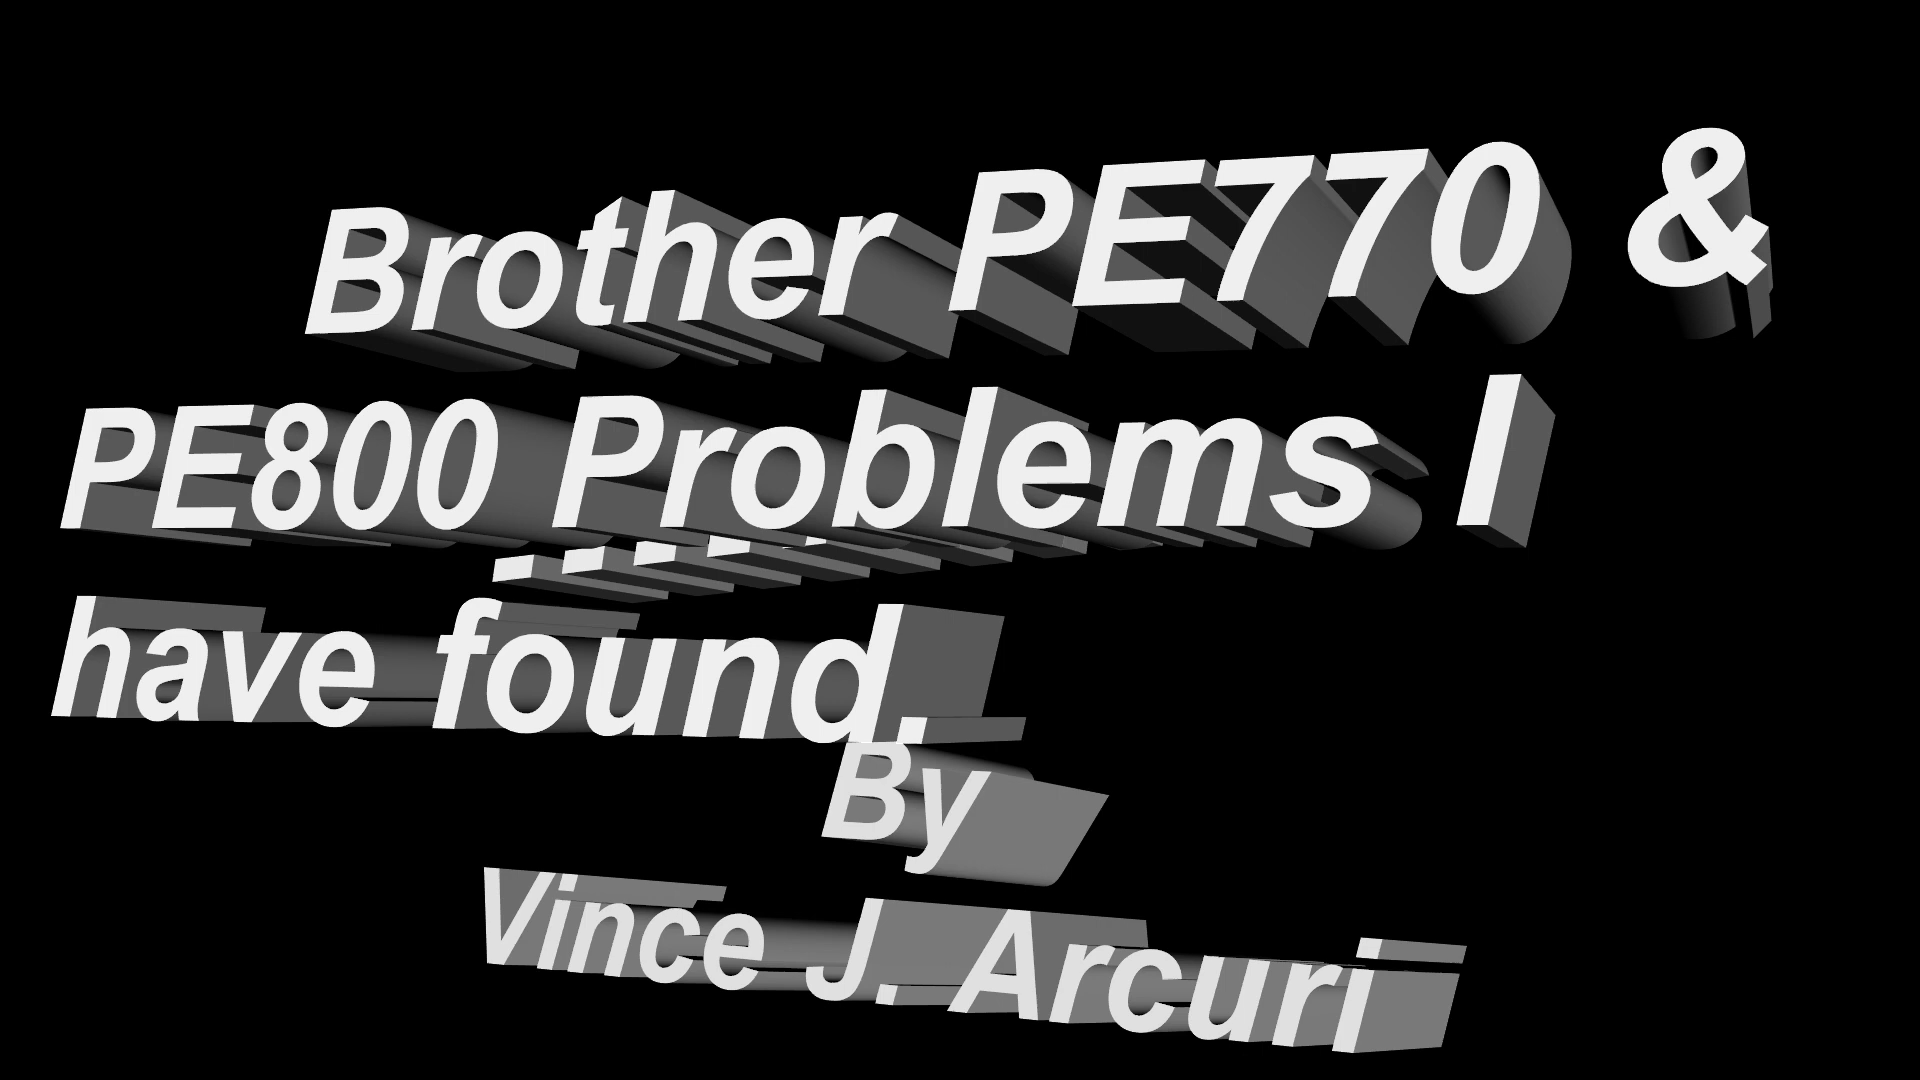 Brother PE770 &
PE800 Problems I
have found.
By
Vince J. Arcuri